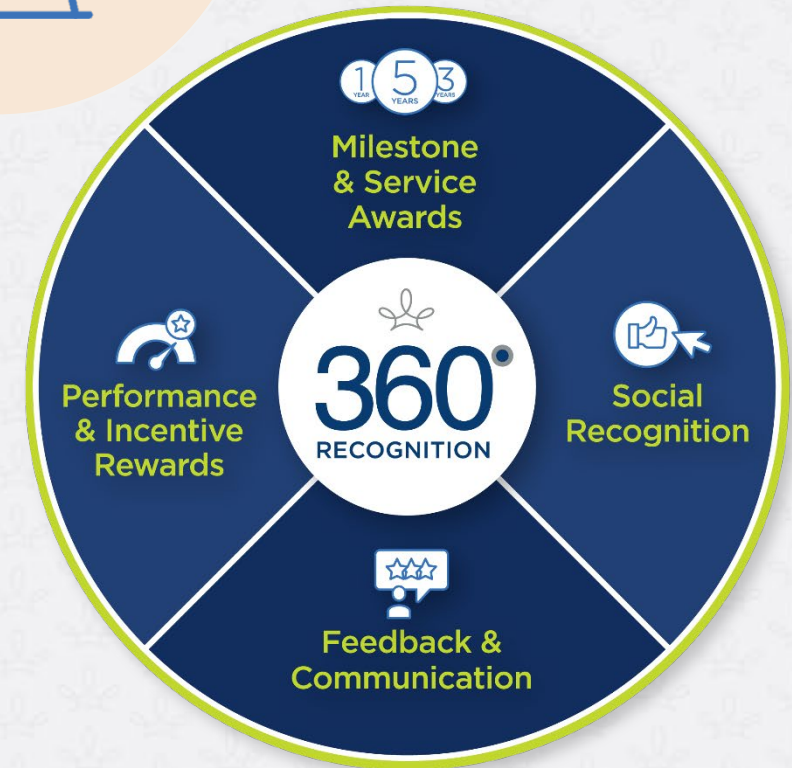 1 5 3
YEAR YEARS YEARS
Milestone
& Service
Awards
Performance
& Incentive
Rewards
360°
RECOGNITION
Social
Recognition
Feedback &
Communication